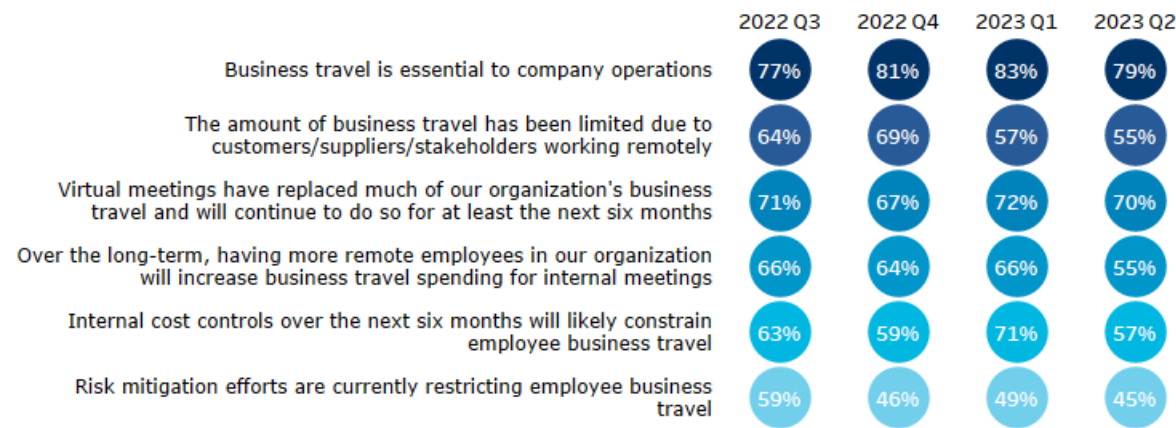 2022 Q3 2022 Q4 2023 Q1 2023 Q2
Business travel is essential to company operations 77% 81% 83% 79%
The amount of business travel has been limited due to
customers/suppliers/stakeholders working remotely 64% 69% 57% 55%
Virtual meetings have replaced much of our organization's business
travel and will continue to do so for at least the next six months 71% 67% 72% 70%
Over the long-term, having more remote employees in our organization
will increase business travel spending for internal meetings 66% 64% 66% 55%
Internal cost controls over the next six months will likely constrain
employee business travel 63% 59% 71% 57%
Risk mitigation efforts are currently restricting employee business
travel 59% 46% 49% 45%